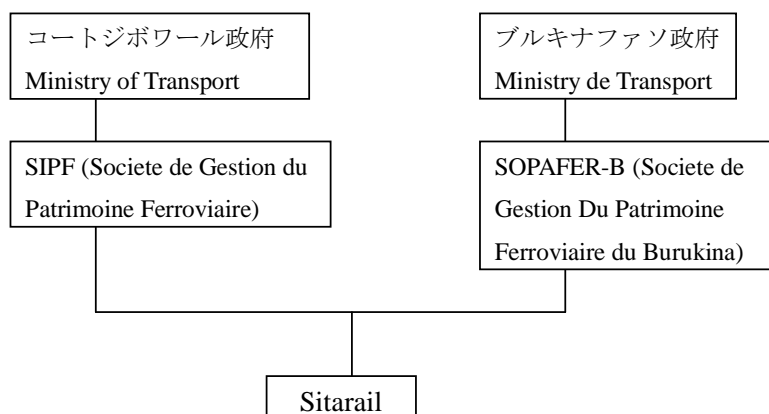 コートジボワール政府
Ministry of Transport
ブルキナファソ政府
Ministry de Transport
SIPF (Societe de Gestion du
Patrimoine Ferroviaire)
SOPAFER-B (Societe de
Gestion Du Patrimoine
Ferroviaire du Burukina)
Sitarail